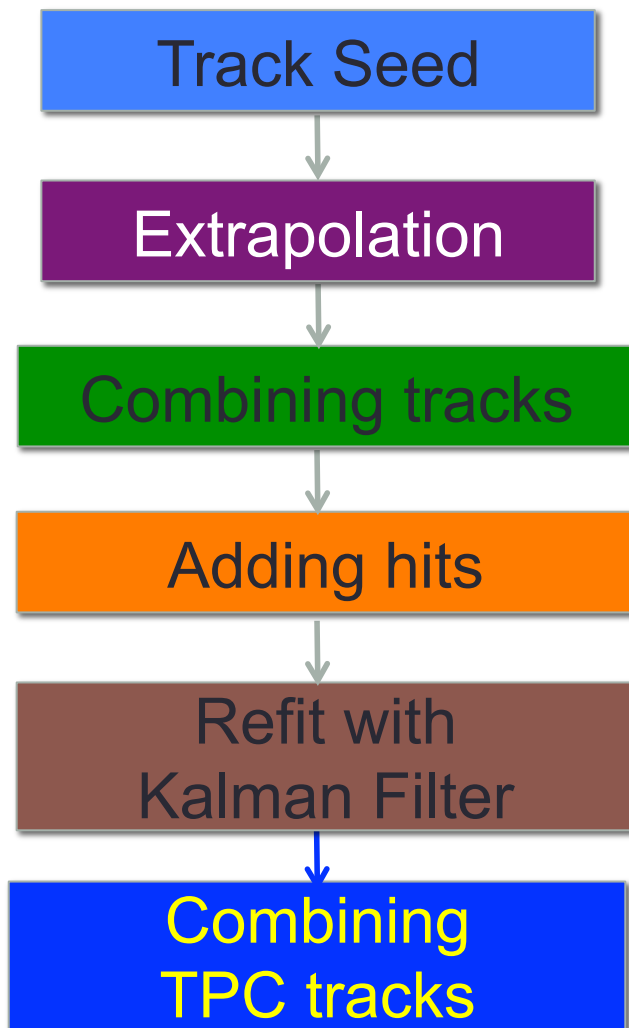 Track Seed
Extrapolation
Combining tracks
Adding hits
Refit with
Kalman Filter
Combining
TPC tracks